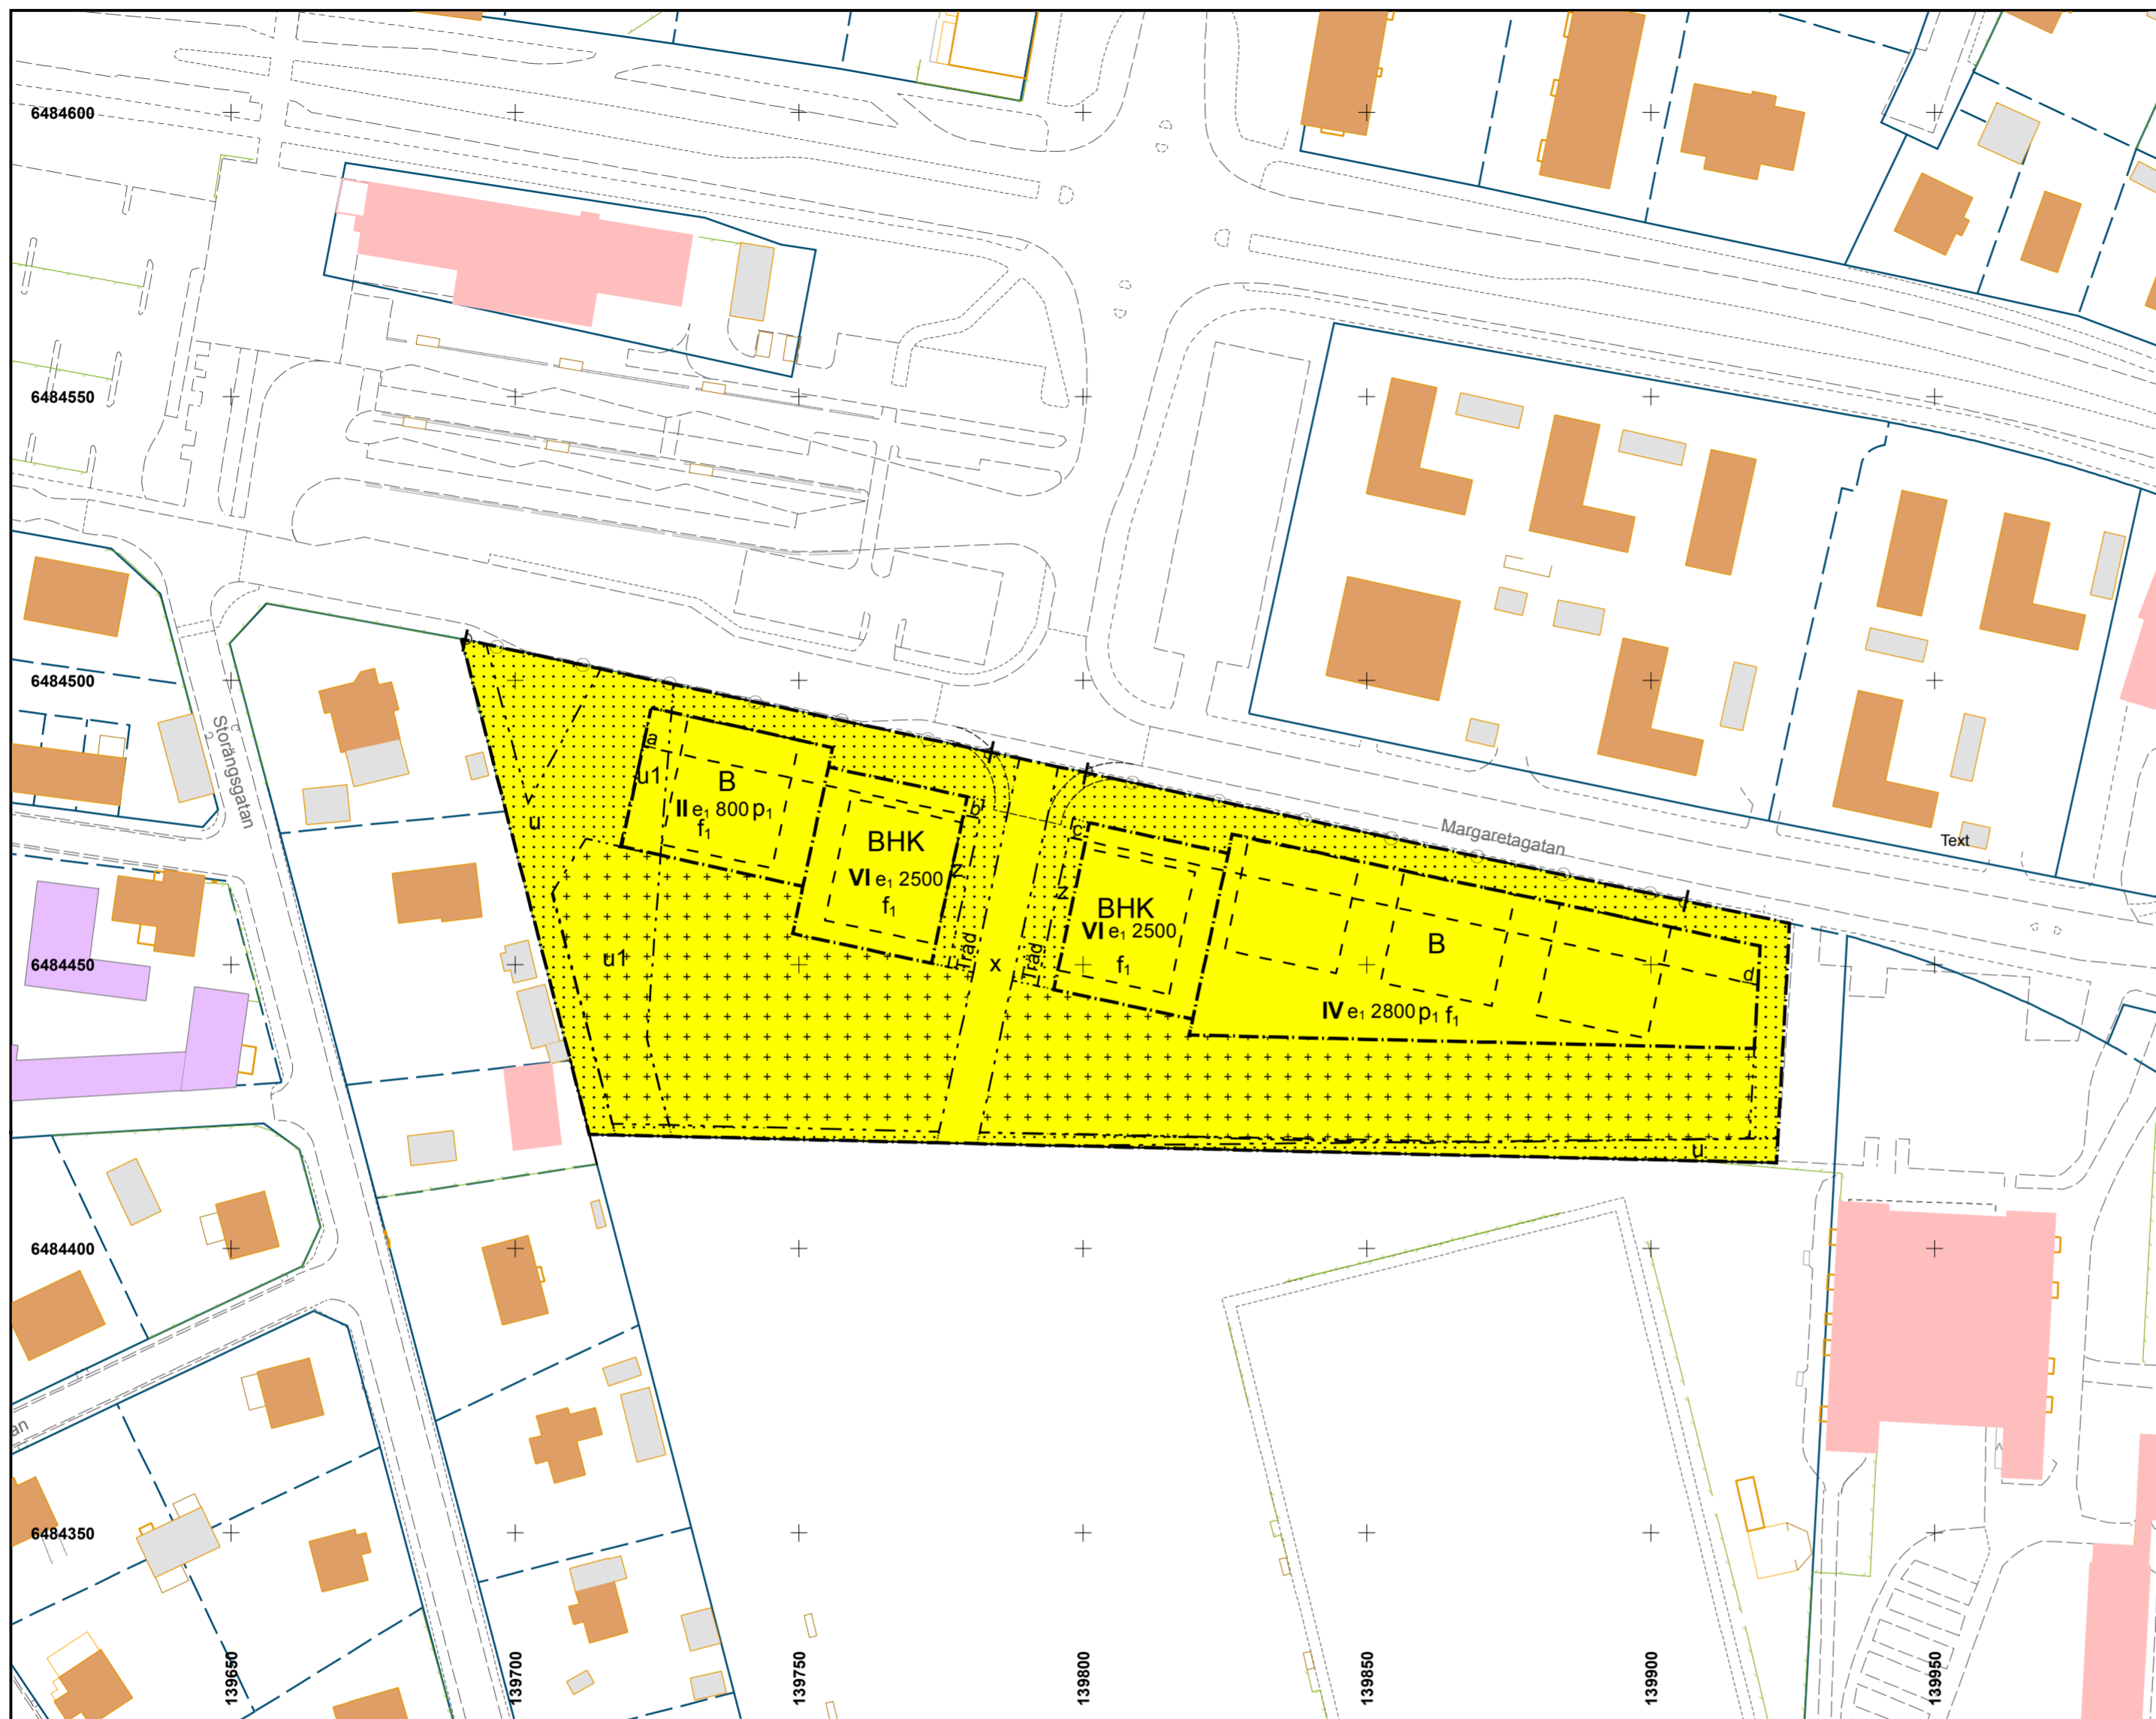 6484600
6484550
6484500
6484450
6484400
6484350
139650
139700
139750
139800
139850
139900
139950
Storängsgatan
Margaretagatan
Text
an
a
u1
B
II e₁ 800 p₁
f₁
u
b
BHK
VI e₁ 2500
f₁
z
Träd
x
u1
c
z
Träd
BHK
VI e₁ 2500
f₁
B
d
IV e₁ 2800 p₁ f₁
u